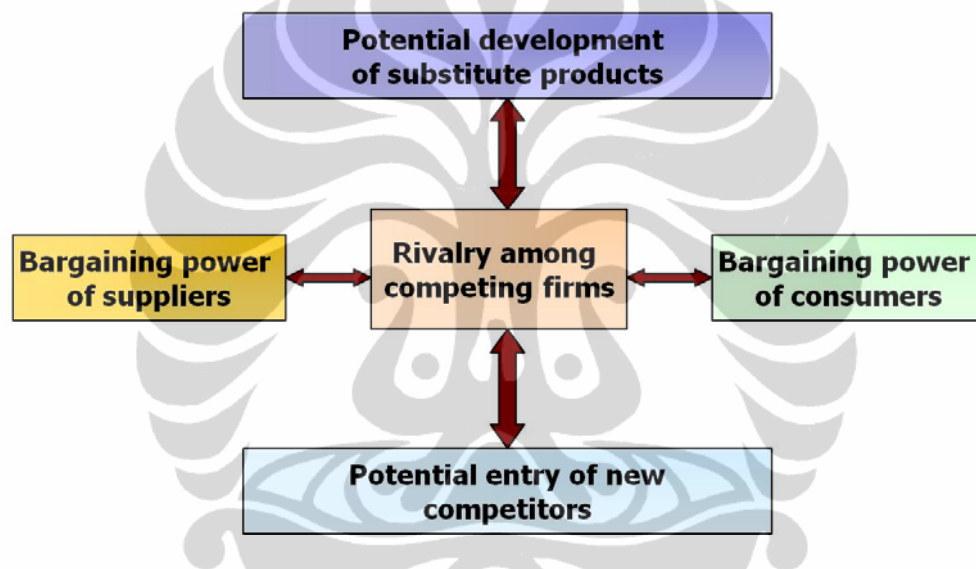 Potential development
of substitute products
Bargaining power
of suppliers
Rivalry among
competing firms
Bargaining power
of consumers
Potential entry of new
competitors